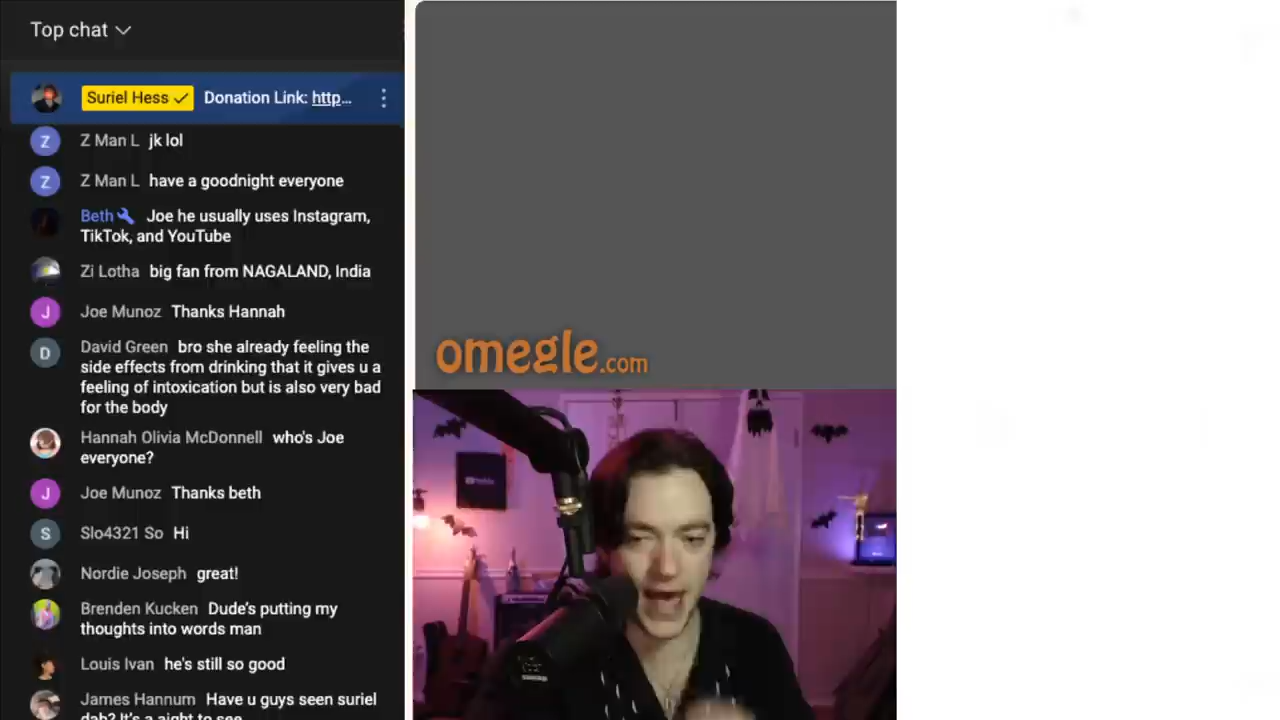 Top chat
Suriel Hess Donation Link: http...
Z Man L jk lol
Z Man L have a goodnight everyone
Beth Joe he usually uses Instagram,
TikTok, and YouTube
Zi Lotha big fan from NAGALAND, India
Joe Munoz Thanks Hannah
David Green bro she already feeling the
side effects from drinking that it gives u a
feeling of intoxication but is also very bad
for the body
Hannah Olivia McDonnell who's Joe
everyone?
Joe Munoz Thanks beth
Slo4321 So Hi
Nordie Joseph great!
Brenden Kucken Dude's putting my
thoughts into words man
Louis Ivan he's still so good
James Hannum Have u guys seen suriel
dab? It's a aight to see
omegle.com